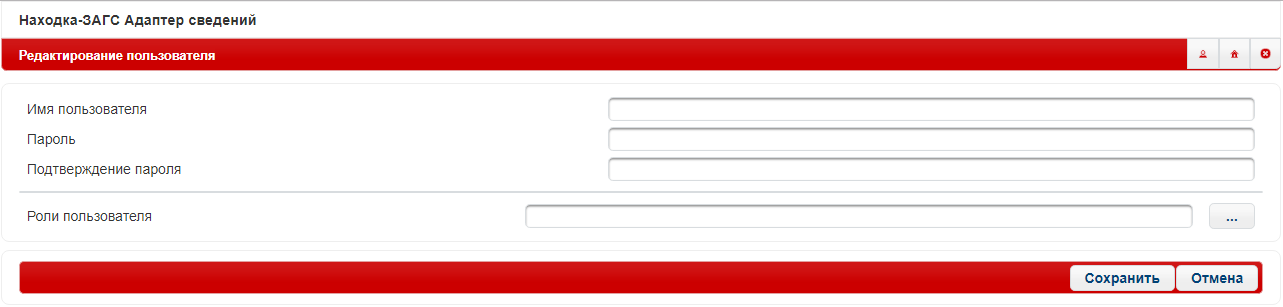 Находка-ЗАГС Адаптер сведений
Редактирование пользователя
Имя пользователя
Пароль
Подтверждение пароля
Роли пользователя
...
Сохранить Отмена